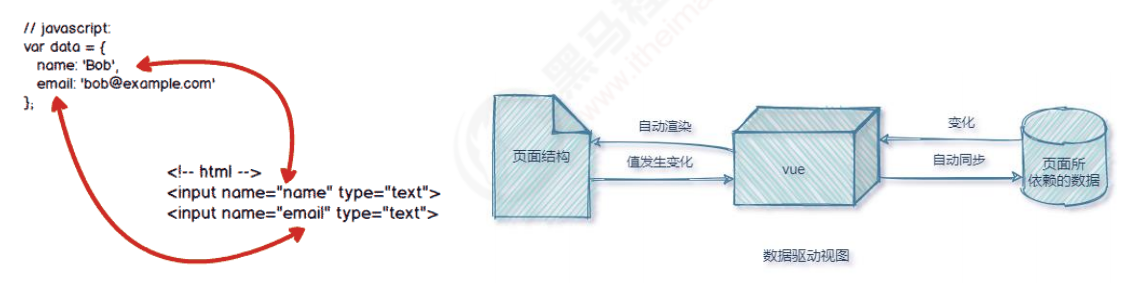 // javascript:
var data = {
name: 'Bob',
email: 'bob@example.com'
};
<!-- html -->
<input name="name" type="text">
<input name="email" type="text">
页面结构
自动渲染
值发生变化
vue
变化
自动同步
页面所
依赖的数据
数据驱动视图
黑马程
www.itheima